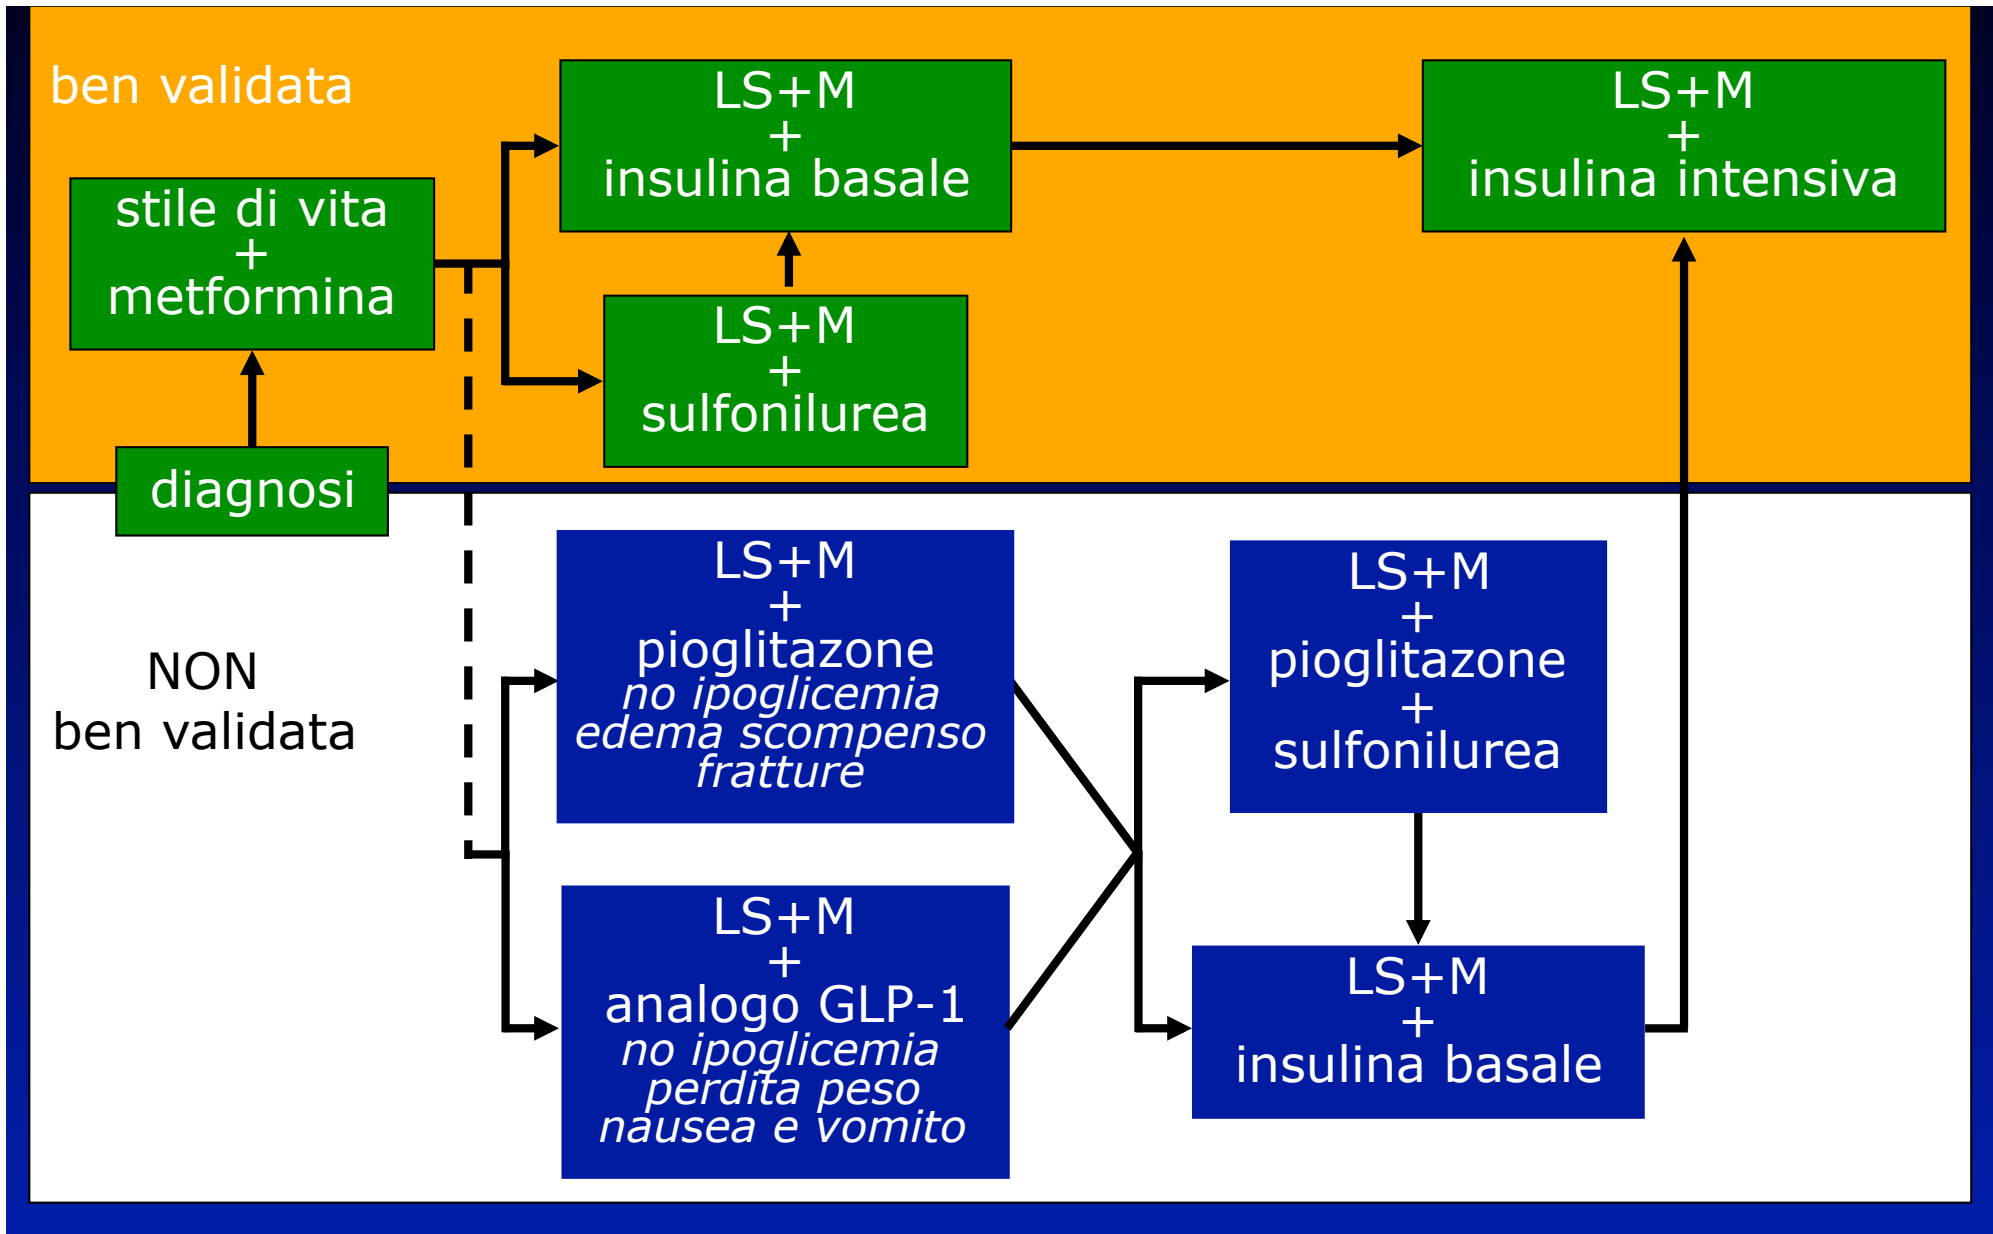 ben validata
stile di vita
+
metformina
diagnosi
LS+M
+
insulina basale
LS+M
+
sulfonilurea
LS+M
+
insulina intensiva
NON
ben validata
LS+M
+
pioglitazone
no ipoglicemia
edema scompenso
fratture
LS+M
+
analogo GLP-1
no ipoglicemia
perdita peso
nausea e vomito
LS+M
+
pioglitazone
+
sulfonilurea
LS+M
+
insulina basale